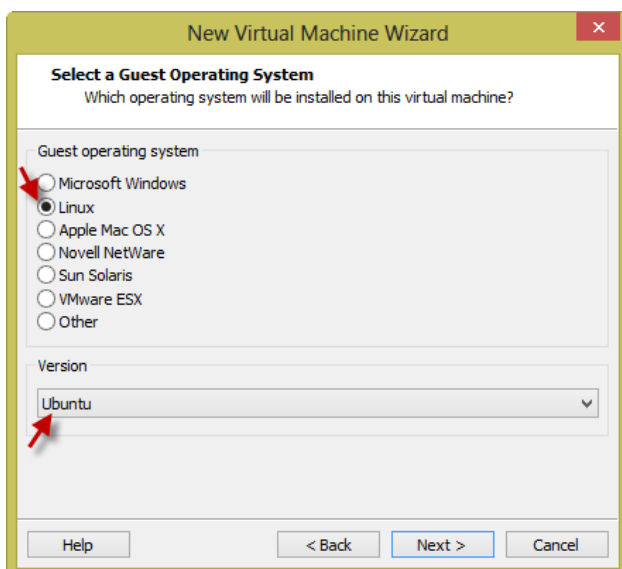 New Virtual Machine Wizard
Select a Guest Operating System
Which operating system will be installed on this virtual machine?
Guest operating system
Microsoft Windows
Linux
Apple Mac OS X
Novell NetWare
Sun Solaris
VMware ESX
Other
Version
Ubuntu
Help < Back Next > Cancel